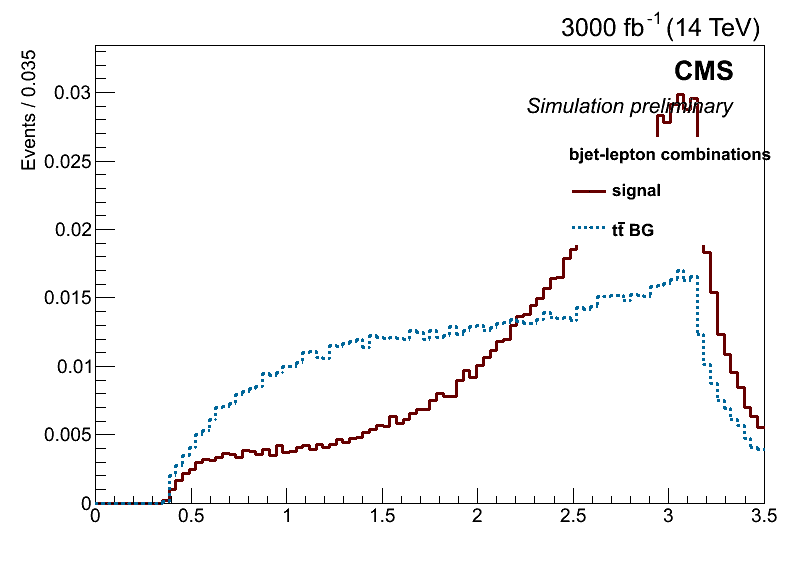 3000 fb⁻¹ (14 TeV)
CMS
Simulation preliminary
Events / 0.035
bjet-lepton combinations
signal
tt̄ BG
0.03
0.025
0.02
0.015
0.01
0.005
0
0 0.5 1 1.5 2 2.5 3 3.5